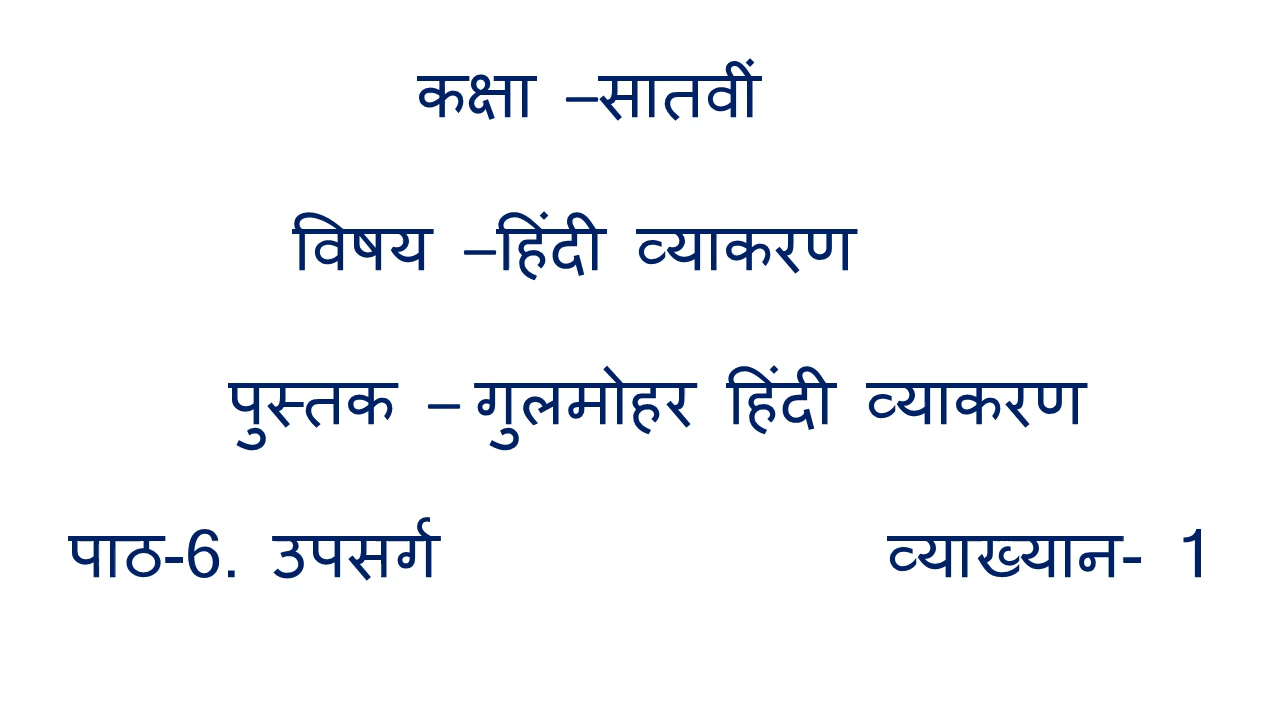 कक्षा –सातवीं
विषय –हिंदी व्याकरण
पुस्तक – गुलमोहर हिंदी व्याकरण
पाठ-6. उपसर्ग व्याख्यान- 1